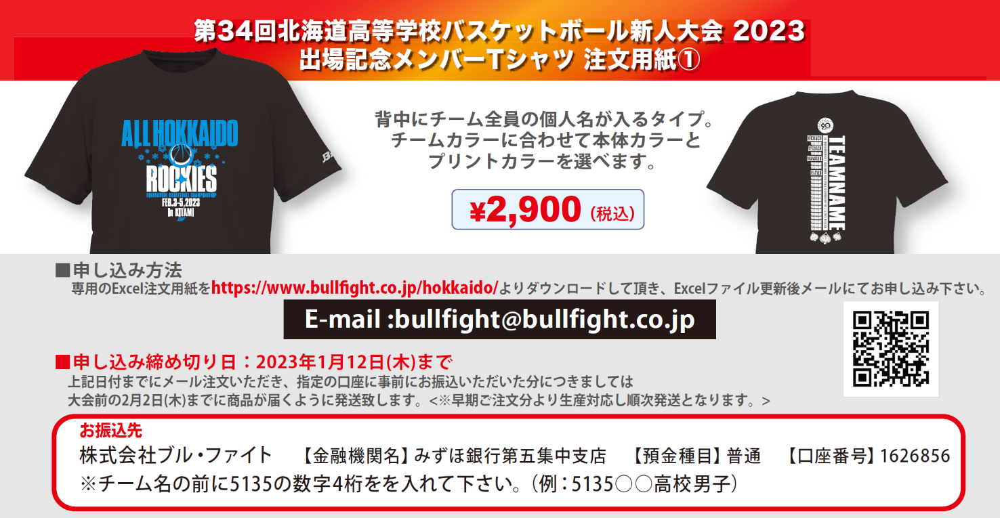 第34回北海道高等学校バスケットボール新人大会 2023
出場記念メンバーTシャツ 注文用紙①
ALL HOKKAIDO
ROOKIES
FEB.3-5,2023
In KITAMI
BF
背中にチーム全員の個人名が入るタイプ。
チームカラーに合わせて本体カラーと
プリントカラーを選べます。
¥2,900（税込）
90
TEAMNAME
MANAGER
PLAYER
■申し込み方法
専用のExcel注文用紙をhttps://www.bullfight.co.jp/hokkaido/よりダウンロードして頂き、Excelファイル更新後メールにてお申し込み下さい。
E-mail :bullfight@bullfight.co.jp
■申し込み締め切り日：2023年1月12日(木)まで
上記日付までにメール注文いただき、指定の口座に事前にお振込いただいた分につきましては
大会前の2月2日(木)までに商品が届くように発送致します。<※早期ご注文分より生産対応し順次発送となります。>
お振込先
株式会社ブル・ファイト 【金融機関名】みずほ銀行第五集中支店 【預金種目】普通 【口座番号】1626856
※チーム名の前に5135の数字4桁をを入れて下さい。（例：5135○○高校男子）